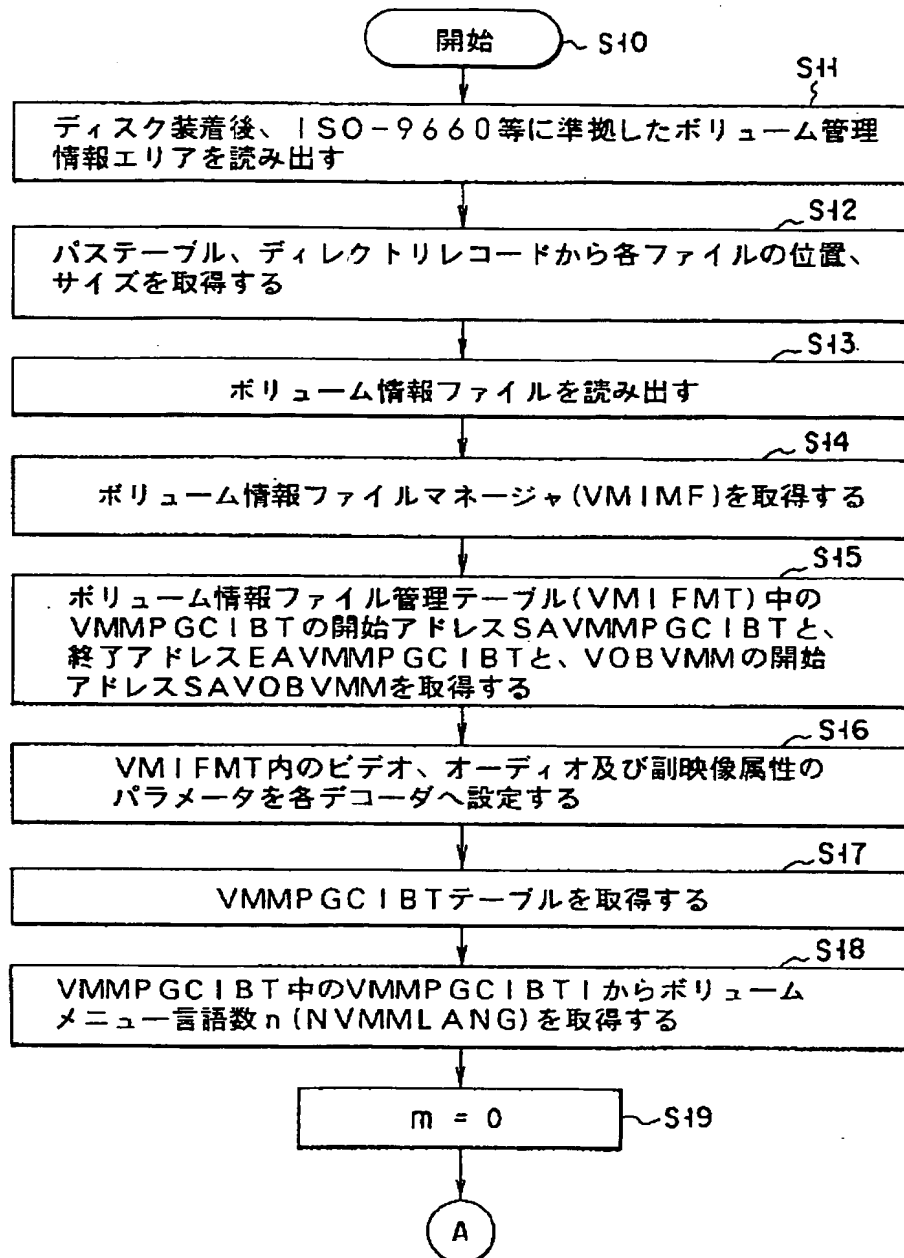 開始
S10
S11
ディスク装着後、ISO-9660等に準拠したボリューム管理
情報エリアを読み出す
S12
パステーブル、ディレクトリレコードから各ファイルの位置、
サイズを取得する
S13
ボリューム情報ファイルを読み出す
S14
ボリューム情報ファイルマネージャ(VMIMF)を取得する
S15
ボリューム情報ファイル管理テーブル(VMIFMT)中の
VMMPGCIBTの開始アドレスSAVMMPGCIBTと、
終了アドレスEAVMMPGCIBTと、VOBVMMの開始
アドレスSAVOBVMMを取得する
S16
VMIFMT内のビデオ、オーディオ及び副映像属性の
パラメータを各デコーダへ設定する
S17
VMMPGCIBTテーブルを取得する
S18
VMMPGCIBT中のVMMPGCIBTIからボリューム
メニュー言語数n(NVMMLANG)を取得する
m = 0
S19
A